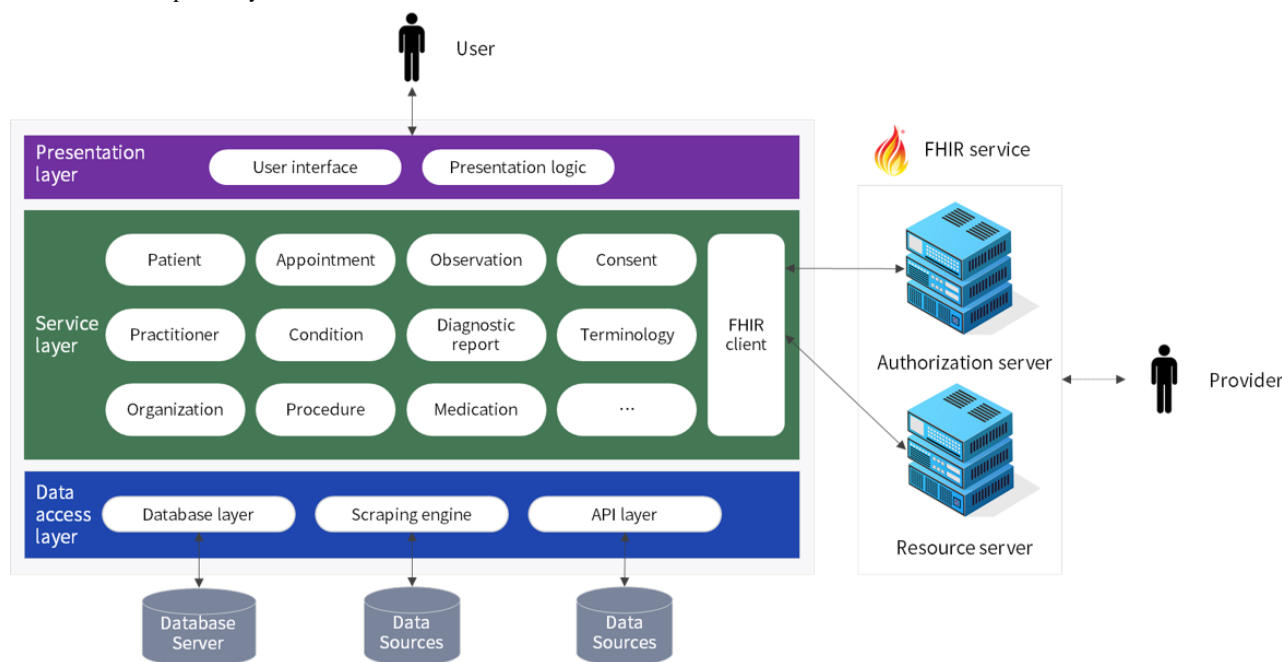 User
Presentation
layer
User interface
Presentation logic
FHIR service
Service
layer
Patient
Appointment
Observation
Consent
Practitioner
Condition
Diagnostic
report
Terminology
Organization
Procedure
Medication
...
FHIR
client
Authorization server
Resource server
Provider
Data
access
layer
Database layer
Scraping engine
API layer
Database
Server
Data
Sources
Data
Sources